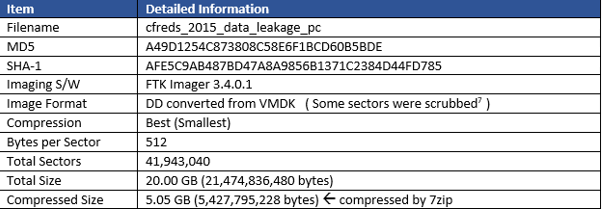 Item Detailed Information
Filename cfreds_2015_data_leakage_pc
MD5 A49D1254C873808C58E6F1BCD60B5BDE
SHA-1 AFE5C9AB487BD47A8A9856B1371C2384D44FD785
Imaging S/W FTK Imager 3.4.0.1
Image Format DD converted from VMDK ( Some sectors were scrubbed⁷ )
Compression Best (Smallest)
Bytes per Sector 512
Total Sectors 41,943,040
Total Size 20.00 GB (21,474,836,480 bytes)
Compressed Size 5.05 GB (5,427,795,228 bytes) ← compressed by 7zip